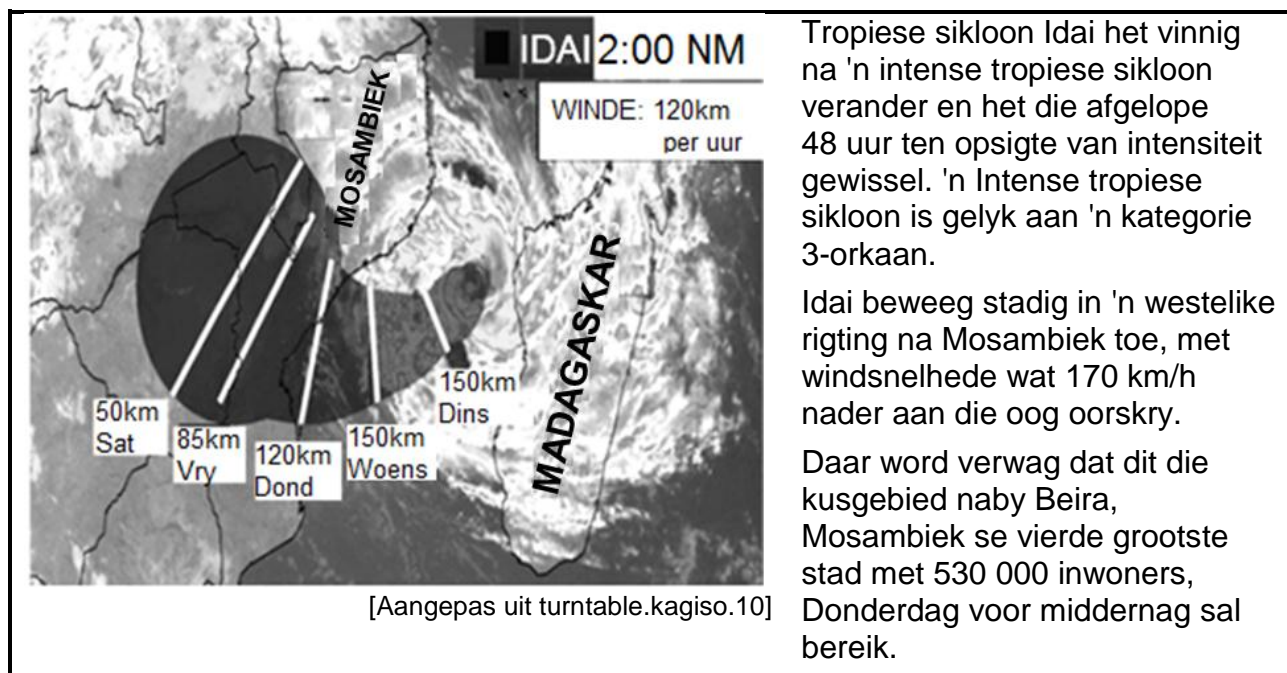 IDAI 2:00 NM
WINDE: 120km
per uur
MOSAMBIEK
MADAGASKAR
50km
Sat
85km
Vry
120km
Dond
150km
Woens
150km
Dins
[Aangepas uit turntable.kagiso.10]
Tropiese sikloon Idai het vinnig
na 'n intense tropiese sikloon
verander en het die afgelope
48 uur ten opsigte van intensiteit
gewissel. 'n Intense tropiese
sikloon is gelyk aan 'n kategorie
3-orkaan.
Idai beweeg stadig in 'n westelike
rigting na Mosambiek toe, met
windsnelhede wat 170 km/h
nader aan die oog oorskry.
Daar word verwag dat dit die
kusgebied naby Beira,
Mosambiek se vierde grootste
stad met 530 000 inwoners,
Donderdag voor middernag sal
bereik.